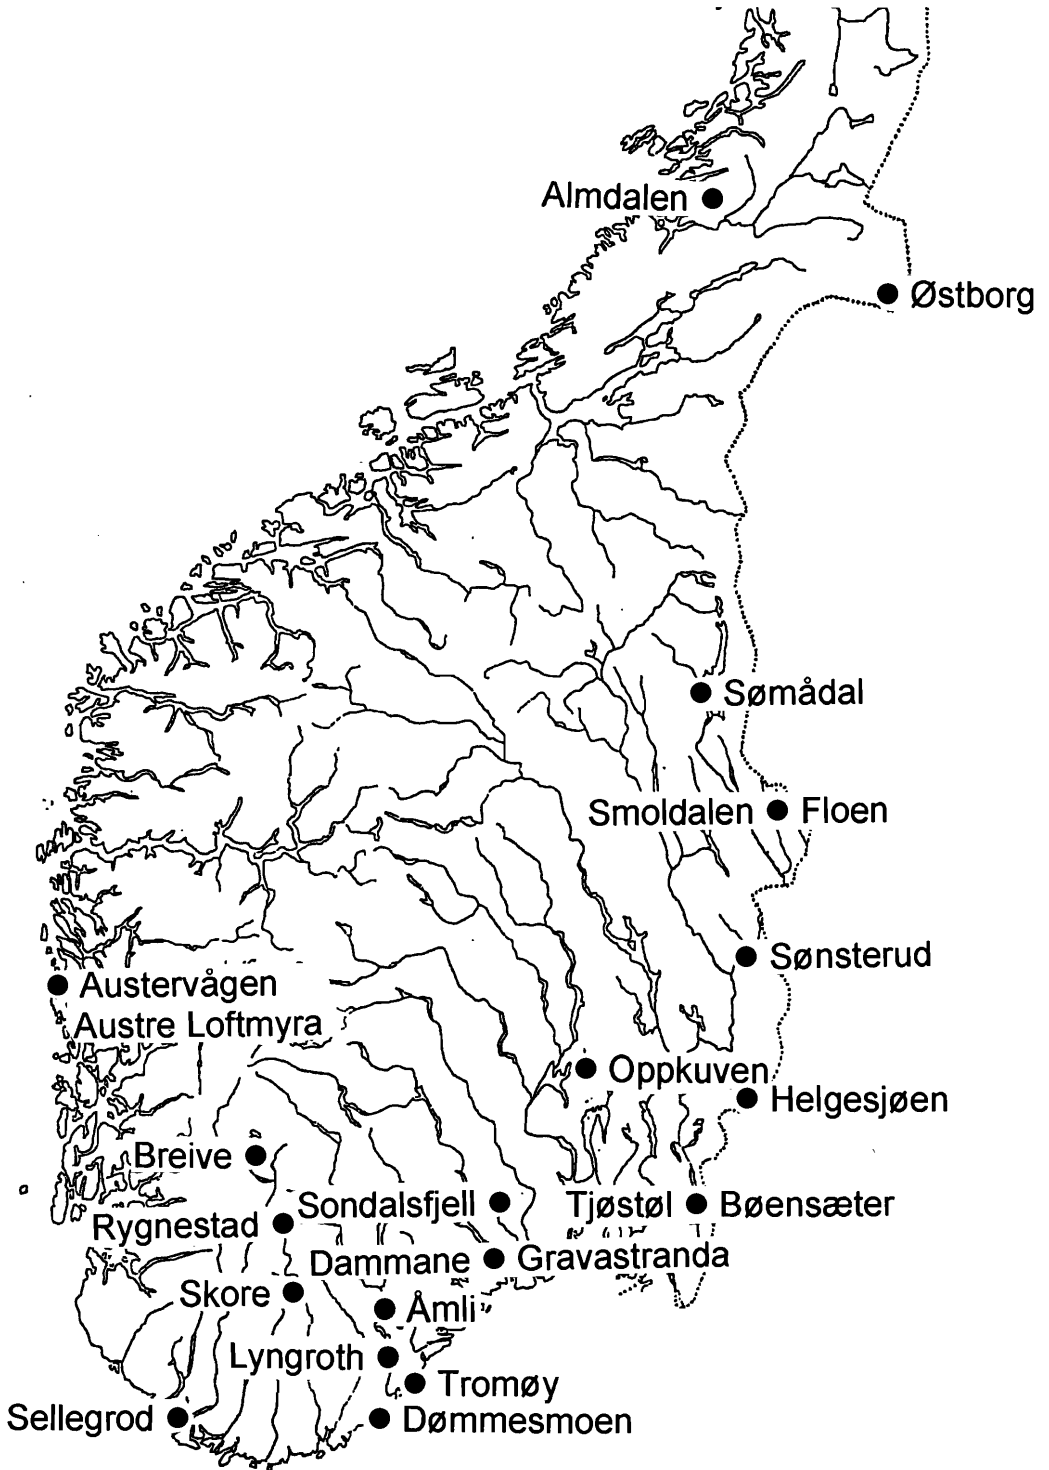 Almdalen
Østborg
Sømådal
Smoldalen Floen
Sønsterud
Austervågen
Austre Loftmyra
Oppkuven
Helgesjøen
Breive
Sondalsfjell Tjøstøl Bøensæter
Rygnestad
Dammane Gravastranda
Skore
Åmli
Lyngroth
Tromøy
Sellegrod Dømmesmoen